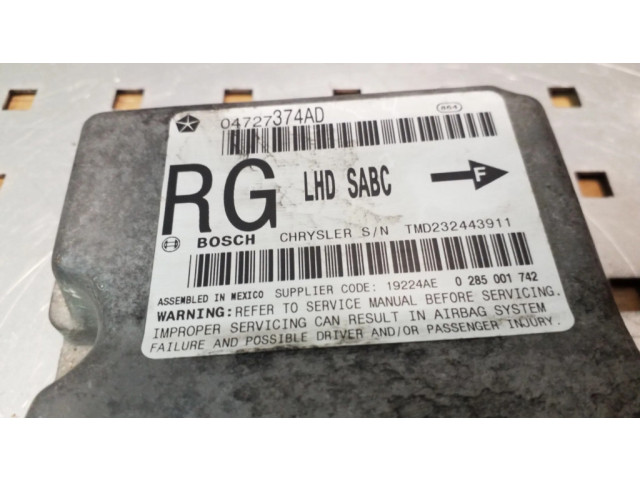 04727374AD
864
RG LHD SABC F
BOSCH CHRYSLER S/N TMD232443911
ASSEMBLED IN MEXICO SUPPLIER CODE: 19224AE 0 285 001 742
WARNING: REFER TO SERVICE MANUAL BEFORE SERVICING.
IMPROPER SERVICING CAN RESULT IN AIRBAG SYSTEM
FAILURE AND POSSIBLE DRIVER AND/OR PASSENGER INJURY.